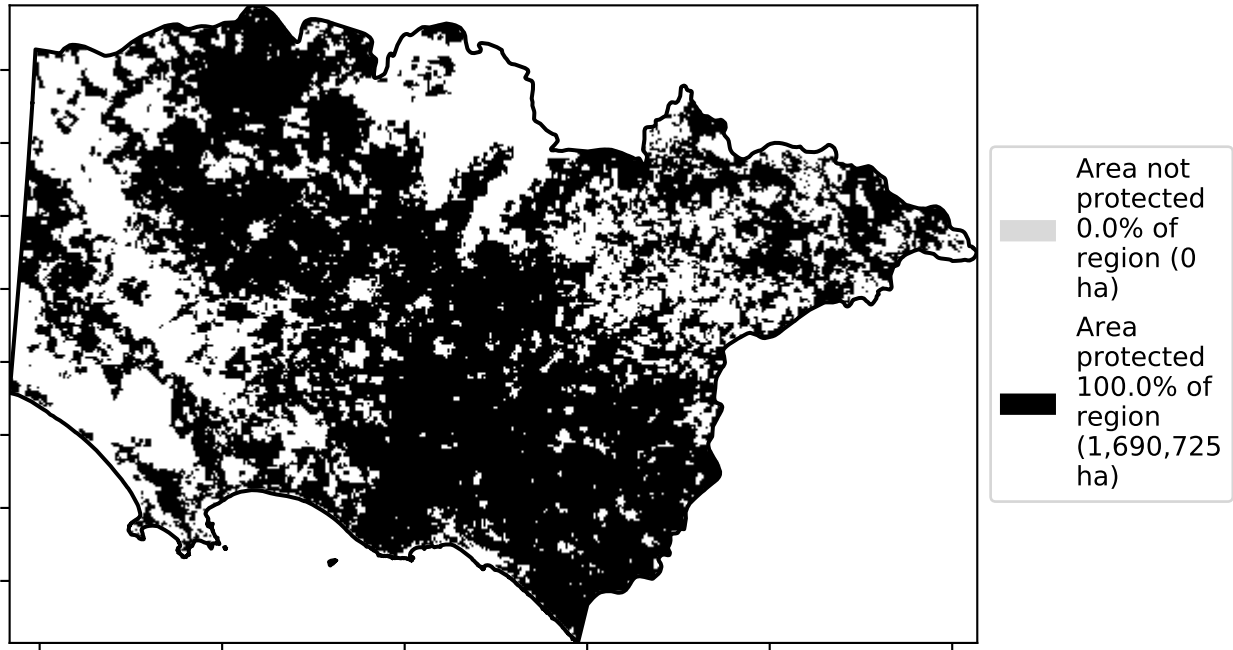 Area not
protected
0.0% of
region (0
ha)
Area
protected
100.0% of
region
(1,690,725
ha)